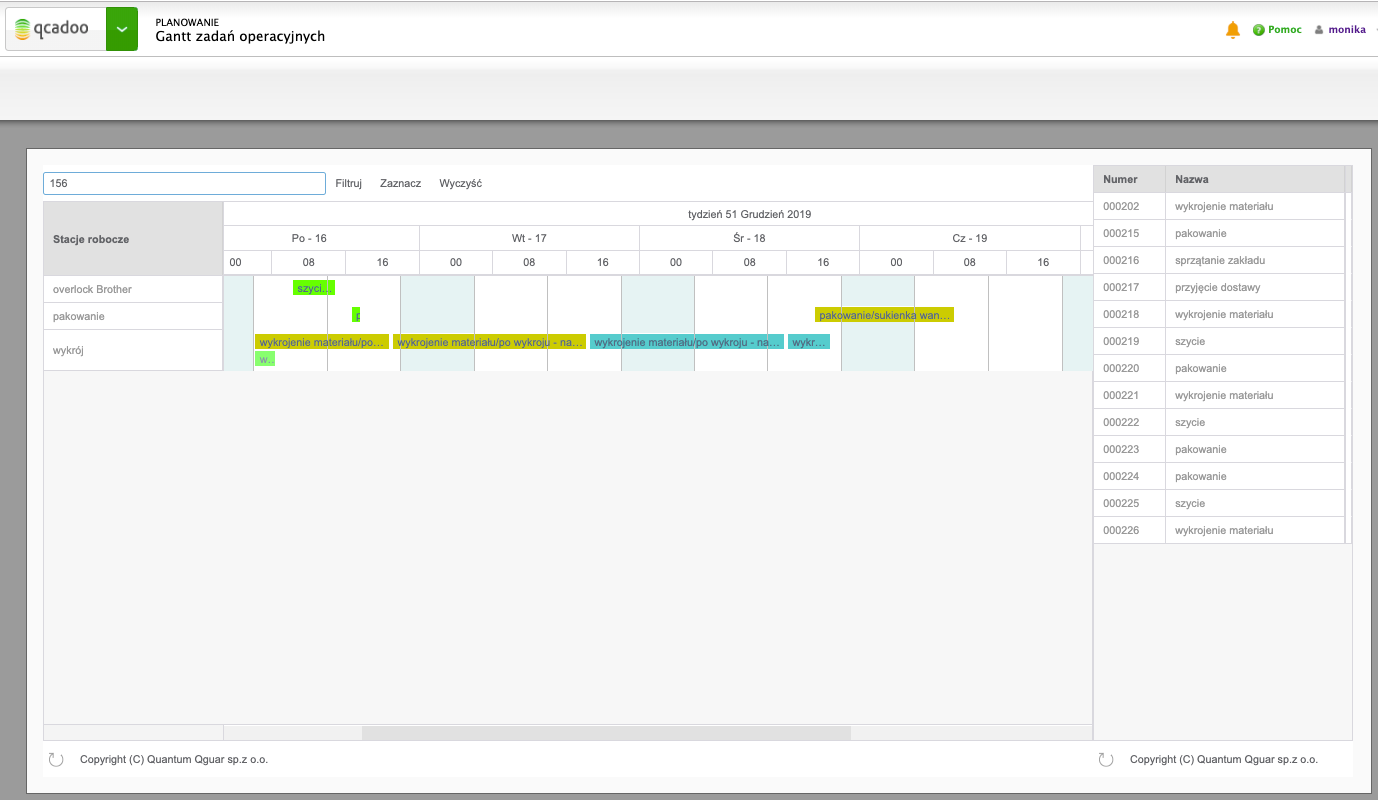 qcadoo
PLANOWANIE
Gantt zadań operacyjnych
Pomoc
monika
156
Filtruj Zaznacz Wyczyść
Stacje robocze
tydzień 51 Grudzień 2019
Po - 16 Wt - 17 Śr - 18 Cz - 19
00 08 16 00 08 16 00 08 16 00 08 16
overlock Brother
szyci...
pakowanie
pakowanie/sukienka wan...
wykrój
wykrojenie materiału/po... wykrojenie materiału/po wykroju - na... wykrojenie materiału/po wykroju - na... wykr...
w...
Numer Nazwa
000202 wykrojenie materiału
000215 pakowanie
000216 sprzątanie zakładu
000217 przyjęcie dostawy
000218 wykrojenie materiału
000219 szycie
000220 pakowanie
000221 wykrojenie materiału
000222 szycie
000223 pakowanie
000224 pakowanie
000225 szycie
000226 wykrojenie materiału
Copyright (C) Quantum Qguar sp.z o.o.
Copyright (C) Quantum Qguar sp.z o.o.